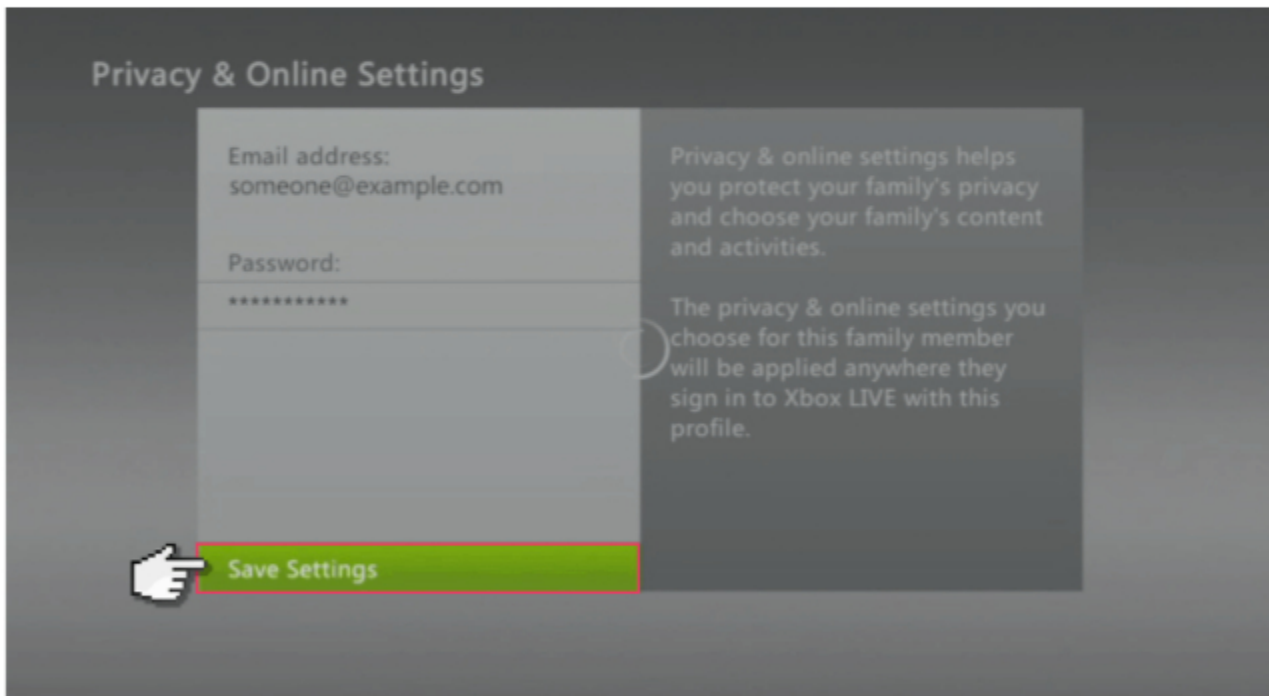 Privacy & Online Settings
Email address:
someone@example.com
Password:
***********
Save Settings
Privacy & online settings helps
you protect your family's privacy
and choose your family's content
and activities.
The privacy & online settings you
choose for this family member
will be applied anywhere they
sign in to Xbox LIVE with this
profile.